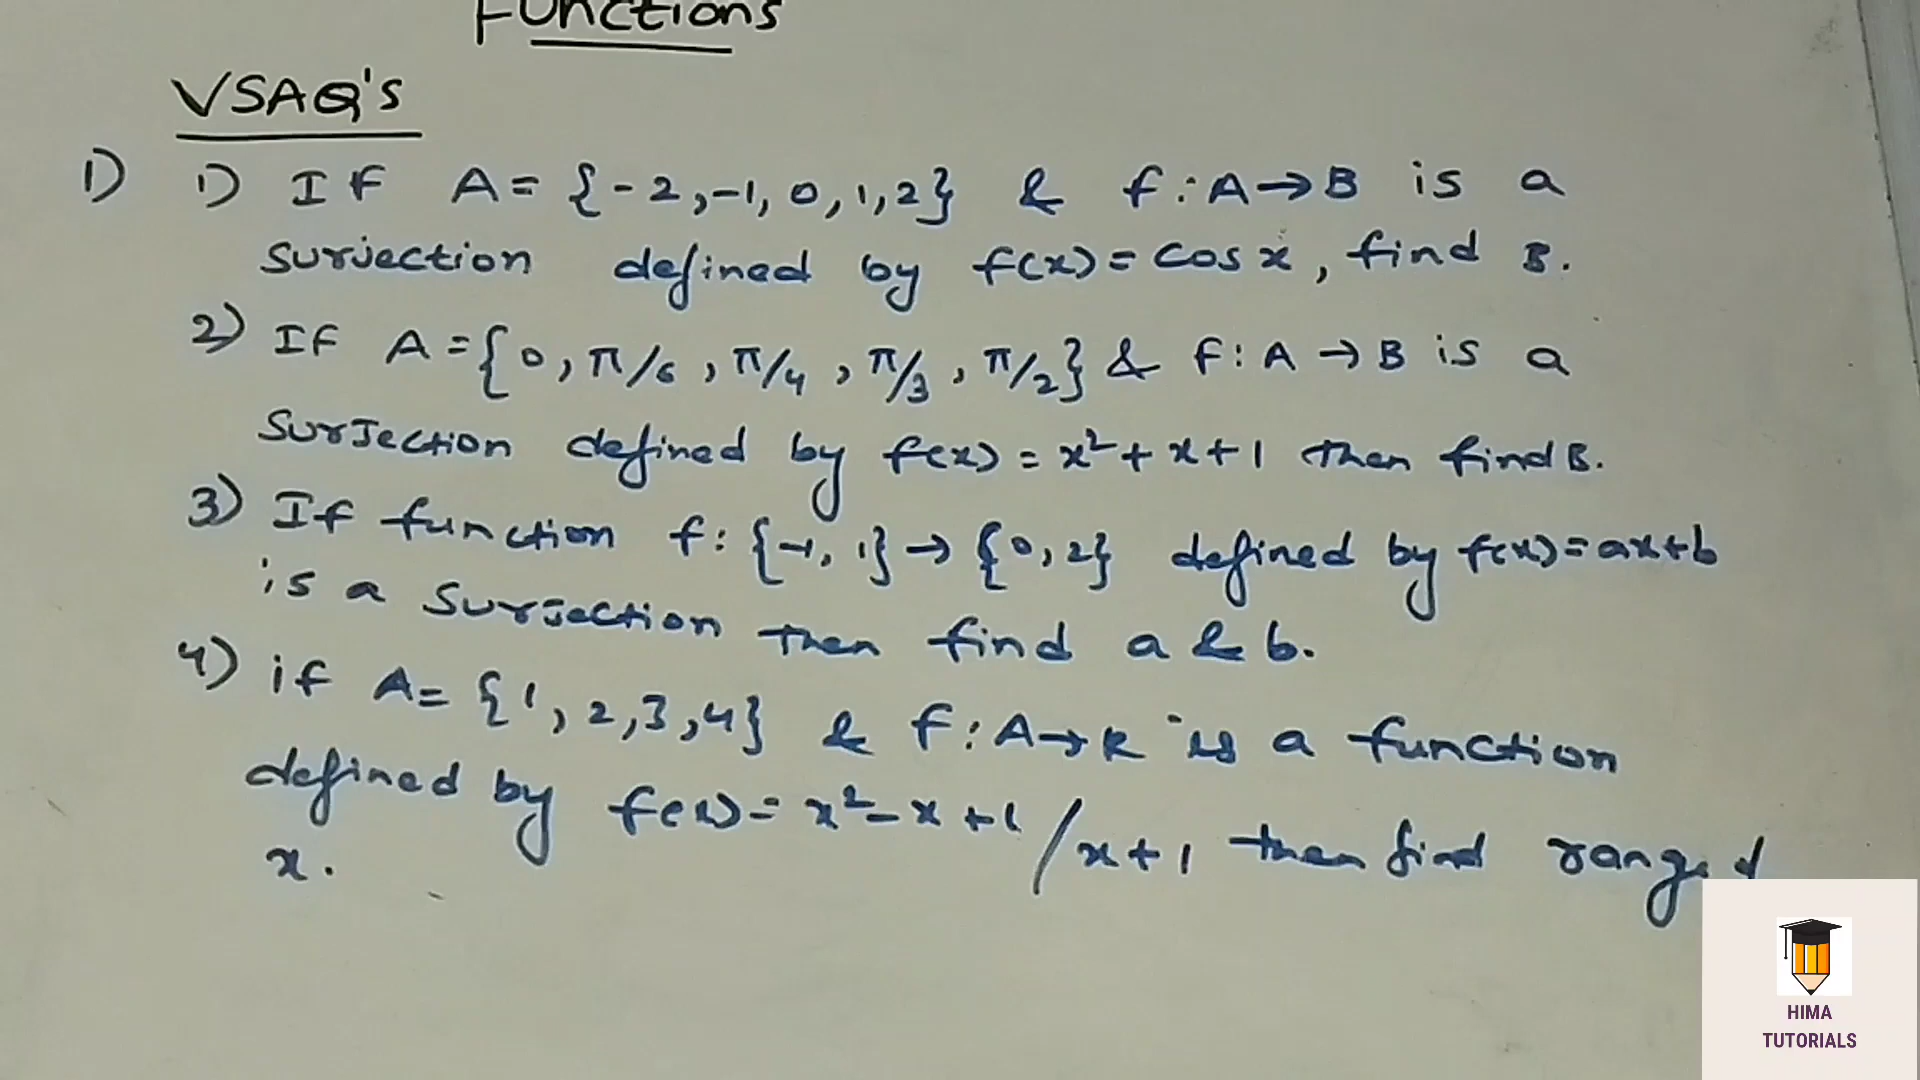 Functions
VSAQ's
1) 1) If A = {-2, -1, 0, 1, 2} & f : A → B is a
surjection defined by f(x) = cos x, find B.
2) If A = {0, π/6, π/4, π/3, π/2} & f : A → B is a
surjection defined by f(x) = x² + x + 1 then find B.
3) If function f : {-1, 1} → {0, 2} defined by f(x) = ax+b
is a surjection then find a & b.
4) if A = {1, 2, 3, 4} & f : A → R is a function
defined by f(x) = x² - x + 1 / x + 1 then find range of
x.
HIMA
TUTORIALS